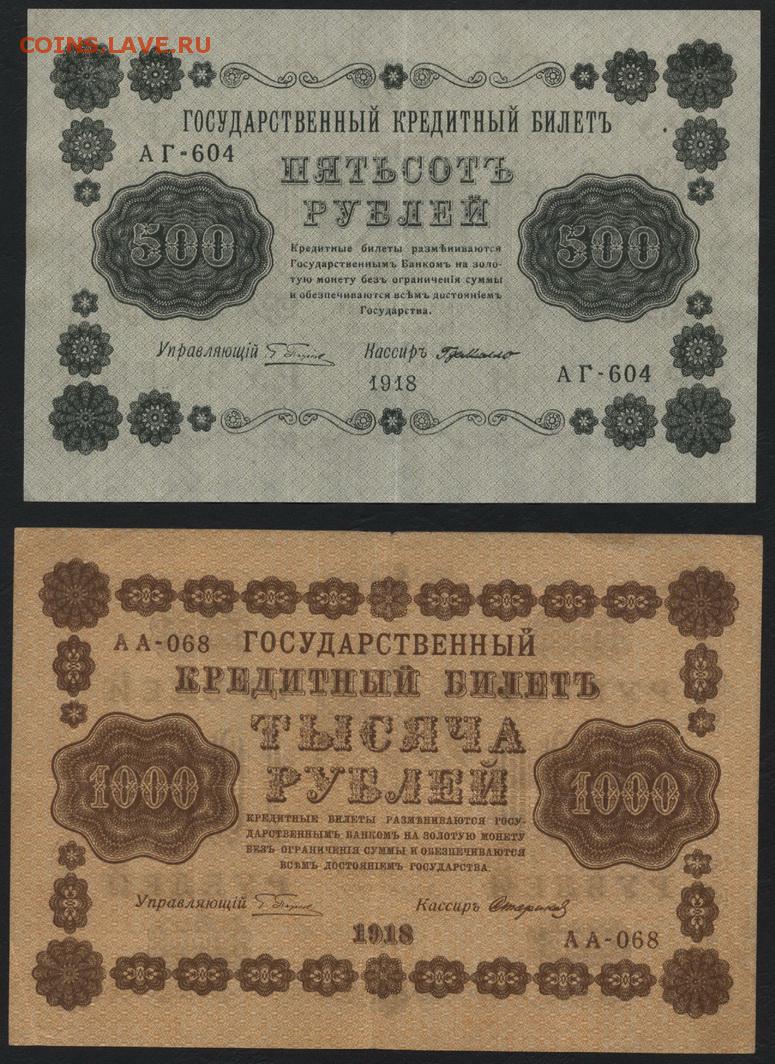 COINS.LAVE.RU
ГОСУДАРСТВЕННЫЙ КРЕДИТНЫЙ БИЛЕТЪ
АГ-604
ПЯТЬСОТЪ
РУБЛЕЙ
500
500
Кредитные билеты размѣниваются
Государственнымъ Банкомъ на золо-
тую монету безъ ограниченія суммы
и обезпечиваются всѣмъ достояніемъ
Государства.
Управляющій
Кассиръ
1918
АГ-604
АА-068
ГОСУДАРСТВЕННЫЙ
КРЕДИТНЫЙ БИЛЕТЪ
ТЫСЯЧА
РУБЛЕЙ
1000
1000
КРЕДИТНЫЕ БИЛЕТЫ РАЗМѢНИВАЮТСЯ ГОСУ-
ДАРСТВЕННЫМЪ БАНКОМЪ НА ЗОЛОТУЮ МОНЕТУ
БЕЗЪ ОГРАНИЧЕНІЯ СУММЫ И ОБЕЗПЕЧИВАЮТСЯ
ВСѢМЪ ДОСТОЯНІЕМЪ ГОСУДАРСТВА.
Управляющій
Кассиръ Стариков
1918
АА-068